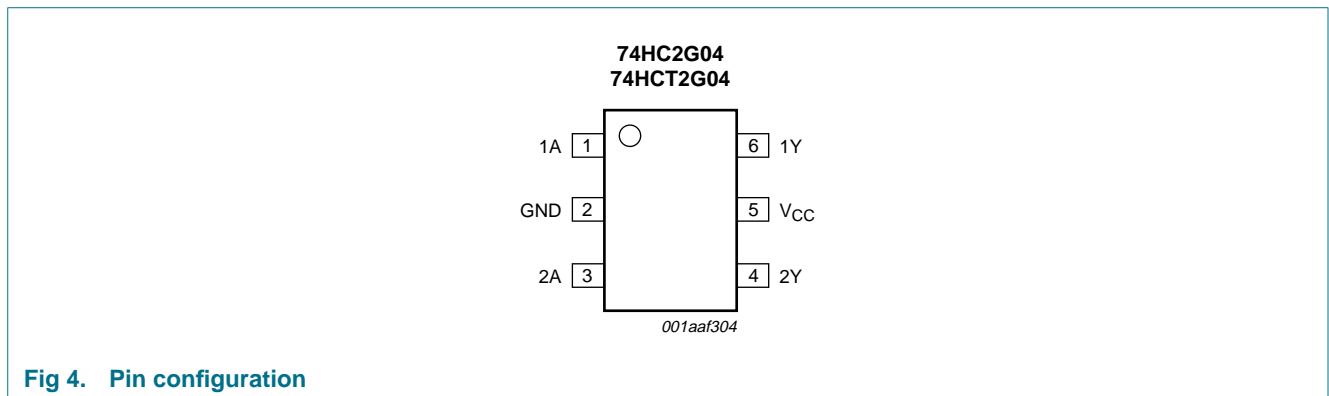 74HC2G04
74HCT2G04
1A 1 6 1Y
GND 2 5 VCC
2A 3 4 2Y
001aaf304
Fig 4. Pin configuration